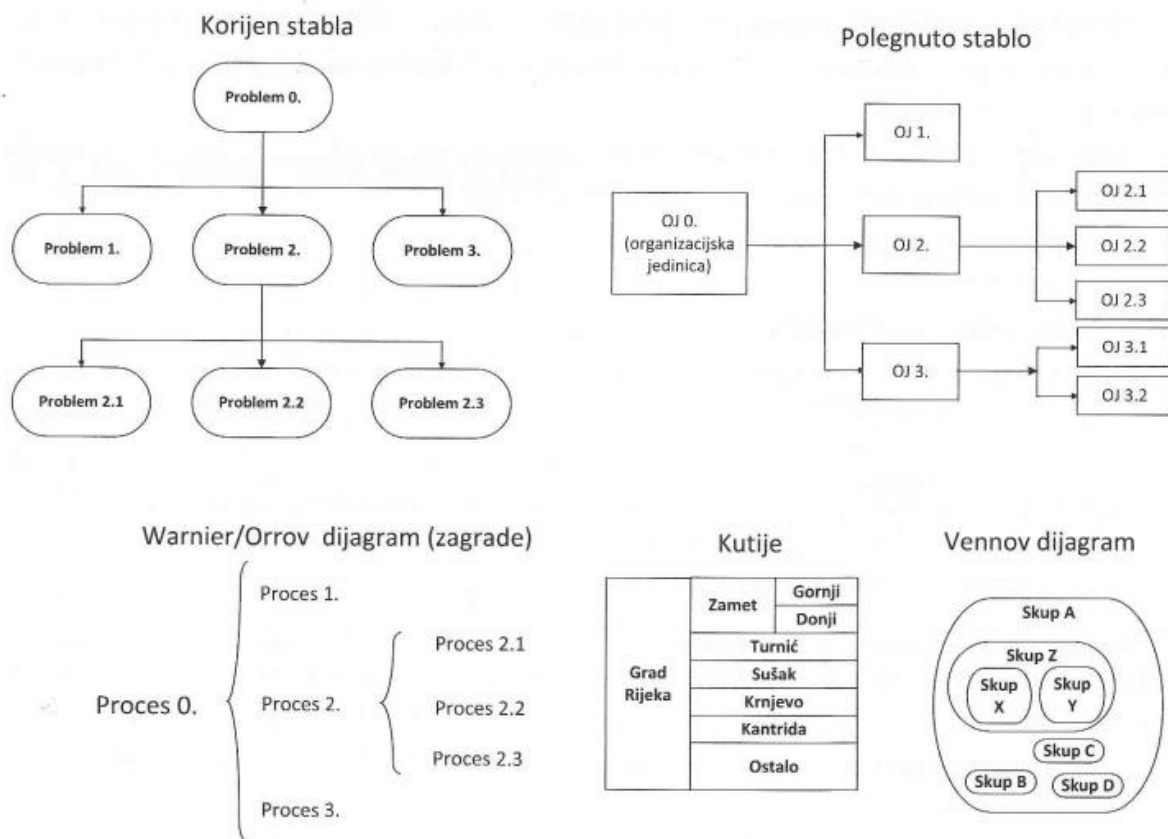 Korijen stabla
Problem 0.
Problem 1.
Problem 2.
Problem 3.
Problem 2.1
Problem 2.2
Problem 2.3
Polegnuto stablo
OJ 0.
(organizacijska
jedinica)
OJ 1.
OJ 2.
OJ 3.
OJ 2.1
OJ 2.2
OJ 2.3
OJ 3.1
OJ 3.2
Warnier/Orrov dijagram (zagrade)
Proces 0.
Proces 1.
Proces 2.
Proces 3.
Proces 2.1
Proces 2.2
Proces 2.3
Kutije
Grad
Rijeka
Zamet
Gornji
Donji
Turnić
Sušak
Krnjevo
Kantrida
Ostalo
Vennov dijagram
Skup A
Skup Z
Skup
X
Skup
Y
Skup C
Skup B
Skup D